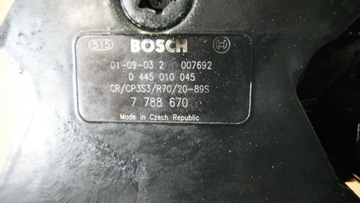 BOSCH
01-09-03 2 007692
0 445 010 045
CR/CP3S3/R70/20-89S
7 788 670
Made in Czech Republic